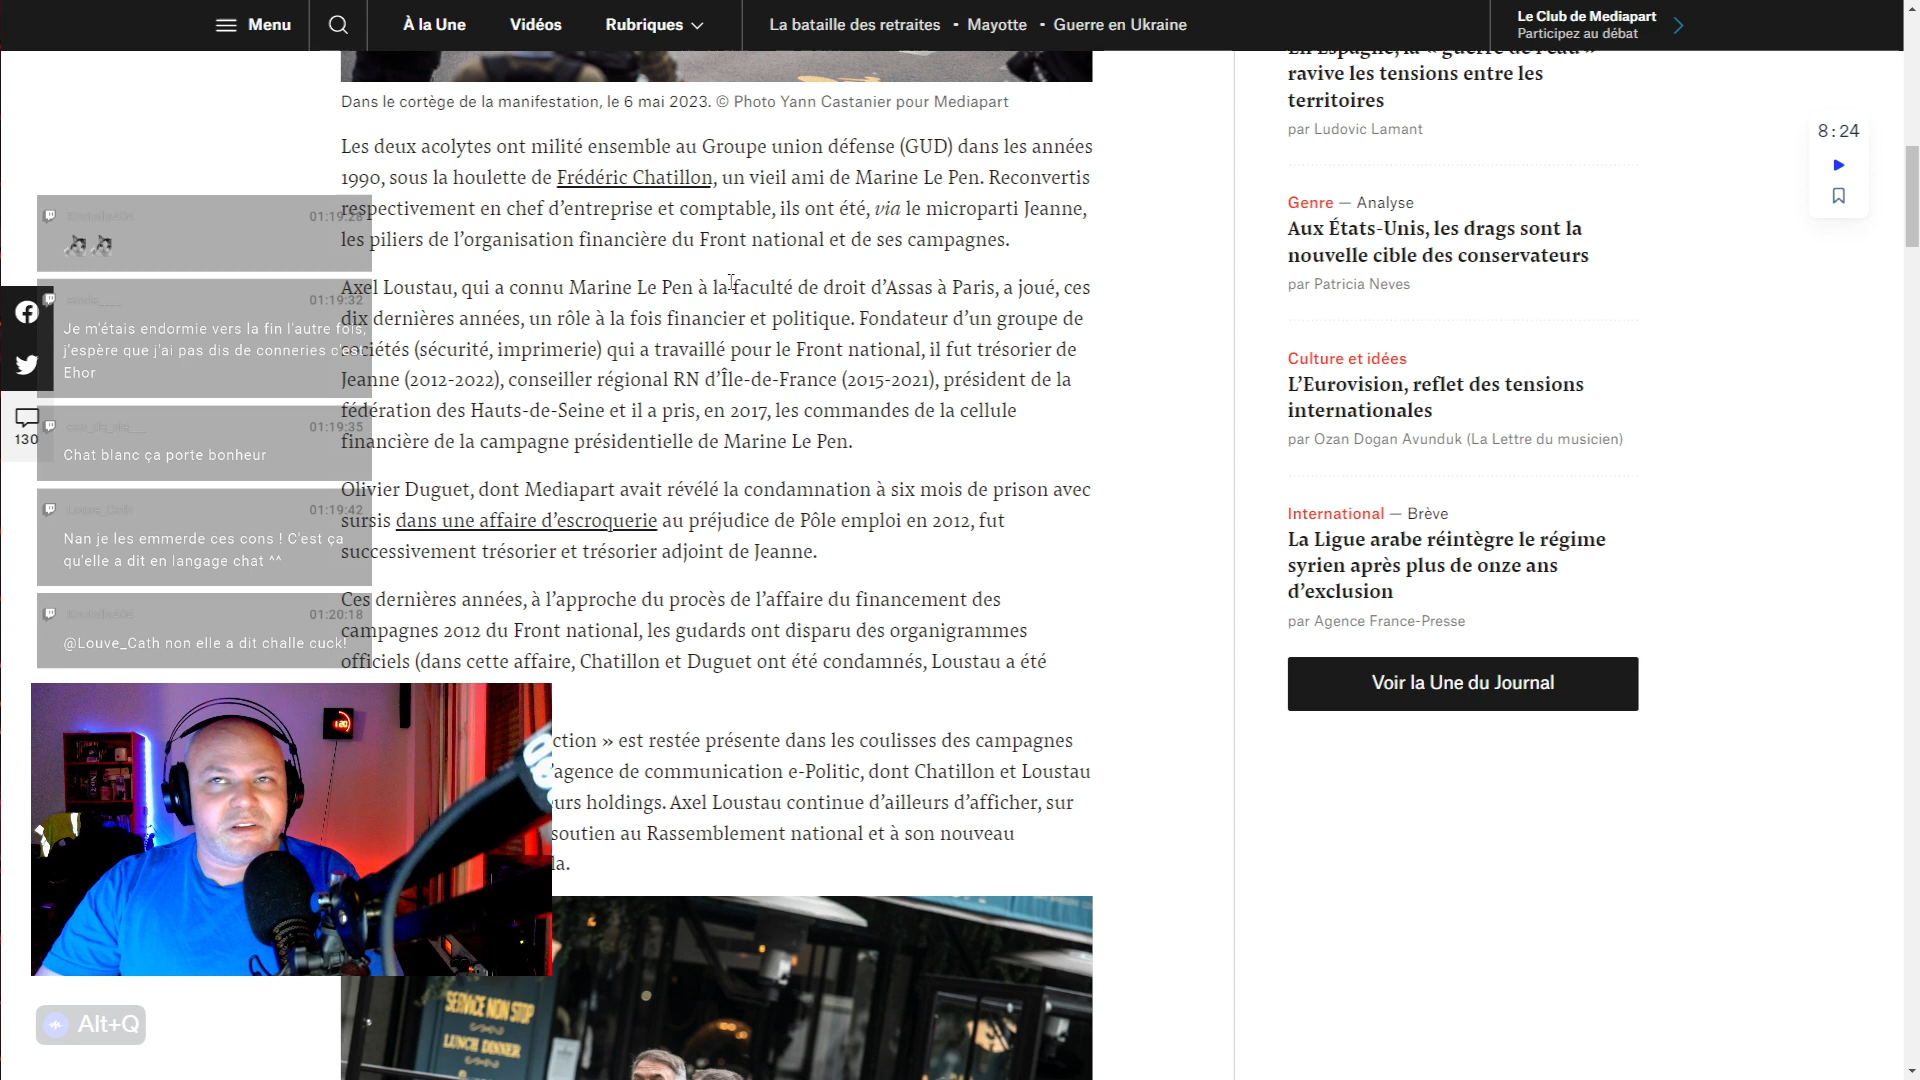 Menu
À la Une
Vidéos
Rubriques
La bataille des retraites • Mayotte • Guerre en Ukraine
Le Club de Mediapart
Participez au débat
Dans le cortège de la manifestation, le 6 mai 2023. © Photo Yann Castanier pour Mediapart
Les deux acolytes ont milité ensemble au Groupe union défense (GUD) dans les années
1990, sous la houlette de Frédéric Chatillon, un vieil ami de Marine Le Pen. Reconvertis
respectivement en chef d’entreprise et comptable, ils ont été, via le microparti Jeanne,
les piliers de l’organisation financière du Front national et de ses campagnes.
Axel Loustau, qui a connu Marine Le Pen à la faculté de droit d’Assas à Paris, a joué, ces
dix dernières années, un rôle à la fois financier et politique. Fondateur d’un groupe de
sociétés (sécurité, imprimerie) qui a travaillé pour le Front national, il fut trésorier de
Jeanne (2012-2022), conseiller régional RN d’Île-de-France (2015-2021), président de la
fédération des Hauts-de-Seine et il a pris, en 2017, les commandes de la cellule
financière de la campagne présidentielle de Marine Le Pen.
Olivier Duguet, dont Mediapart avait révélé la condamnation à six mois de prison avec
sursis dans une affaire d’escroquerie au préjudice de Pôle emploi en 2012, fut
successivement trésorier et trésorier adjoint de Jeanne.
Ces dernières années, à l’approche du procès de l’affaire du financement des
campagnes 2012 du Front national, les gudards ont disparu des organigrammes
officiels (dans cette affaire, Chatillon et Duguet ont été condamnés, Loustau a été
ction » est restée présente dans les coulisses des campagnes
’agence de communication e-Politic, dont Chatillon et Loustau
urs holdings. Axel Loustau continue d’ailleurs d’afficher, sur
soutien au Rassemblement national et à son nouveau
la.
01:19:28
01:19:32
Je m'étais endormie vers la fin l'autre fois,
j'espère que j'ai pas dis de conneries c'est
Ehor
01:19:35
Chat blanc ça porte bonheur
01:19:42
Nan je les emmerde ces cons ! C'est ça
qu'elle a dit en langage chat ^^
01:20:18
@Louve_Cath non elle a dit challe cuck!
130
Alt+Q
1:20
SERVICE NON STOP
LUNCH DINNER
En Espagne, la « guerre de l’eau »
ravive les tensions entre les
territoires
par Ludovic Lamant
Genre — Analyse
Aux États-Unis, les drags sont la
nouvelle cible des conservateurs
par Patricia Neves
Culture et idées
L’Eurovision, reflet des tensions
internationales
par Ozan Dogan Avunduk (La Lettre du musicien)
International — Brève
La Ligue arabe réintègre le régime
syrien après plus de onze ans
d’exclusion
par Agence France-Presse
Voir la Une du Journal
8:24